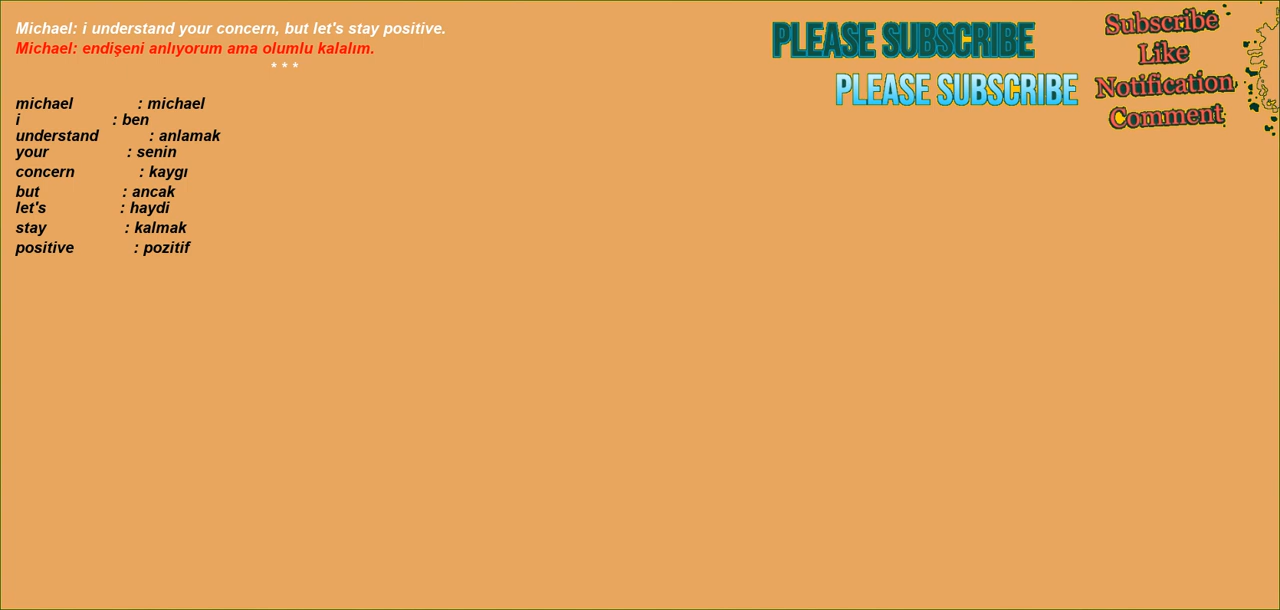 Michael: i understand your concern, but let's stay positive.
Michael: endişeni anlıyorum ama olumlu kalalım.
* * *
michael : michael
i : ben
understand : anlamak
your : senin
concern : kaygı
but : ancak
let's : haydi
stay : kalmak
positive : pozitif
PLEASE SUBSCRIBE
PLEASE SUBSCRIBE
Subscribe
Like
Notification
Comment